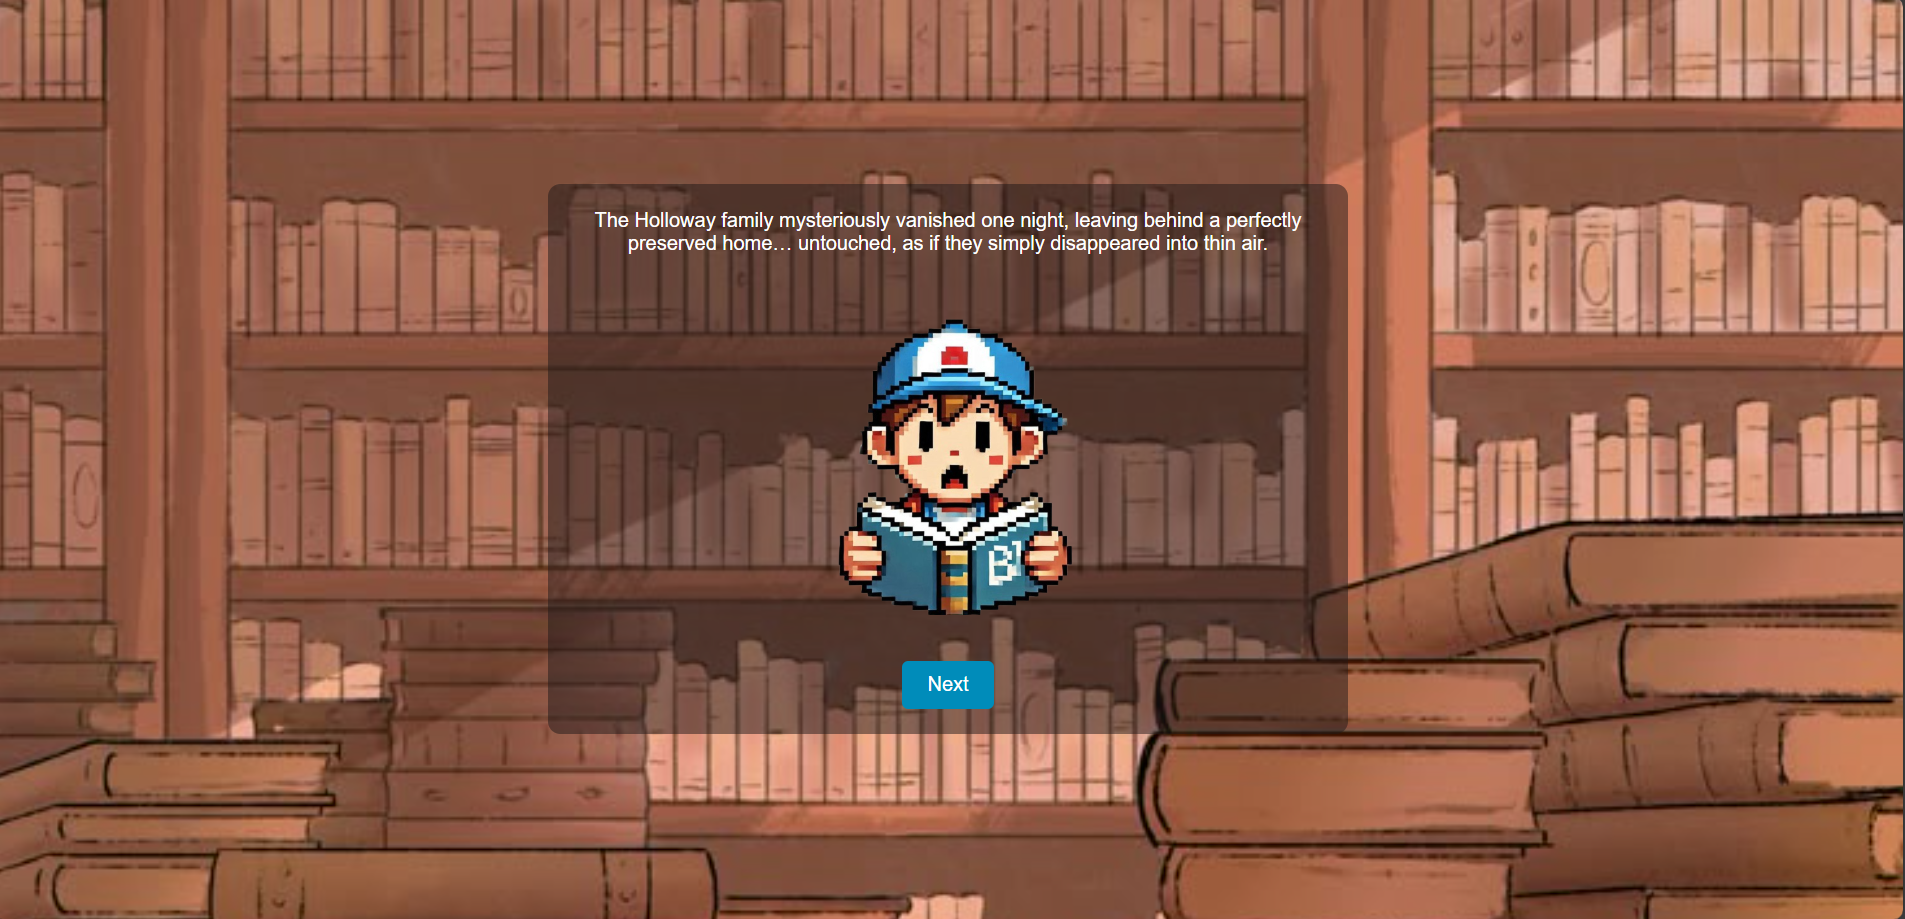 The Holloway family mysteriously vanished one night, leaving behind a perfectly
preserved home… untouched, as if they simply disappeared into thin air.
B
Next